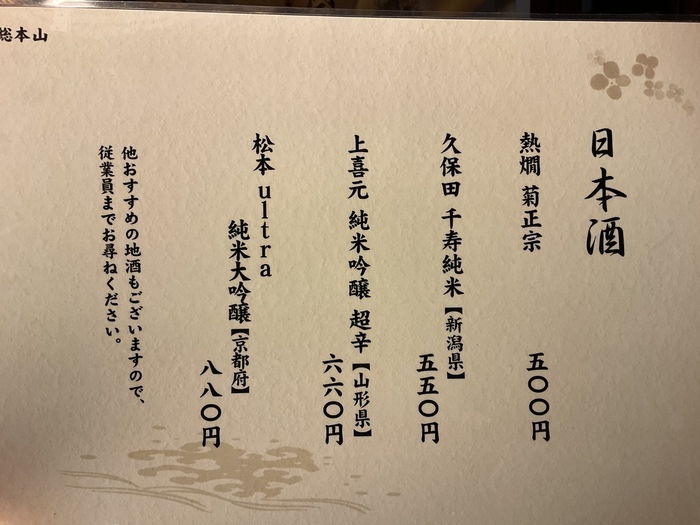 日本酒
熱燗 菊正宗
五〇〇円
久保田 千寿純米【新潟県】
五五〇円
上喜元 純米吟醸 超辛【山形県】
六六〇円
松本 ultra
純米大吟醸【京都府】
八八〇円
他おすすめの地酒もございますので、
従業員までお尋ねください。
総本山